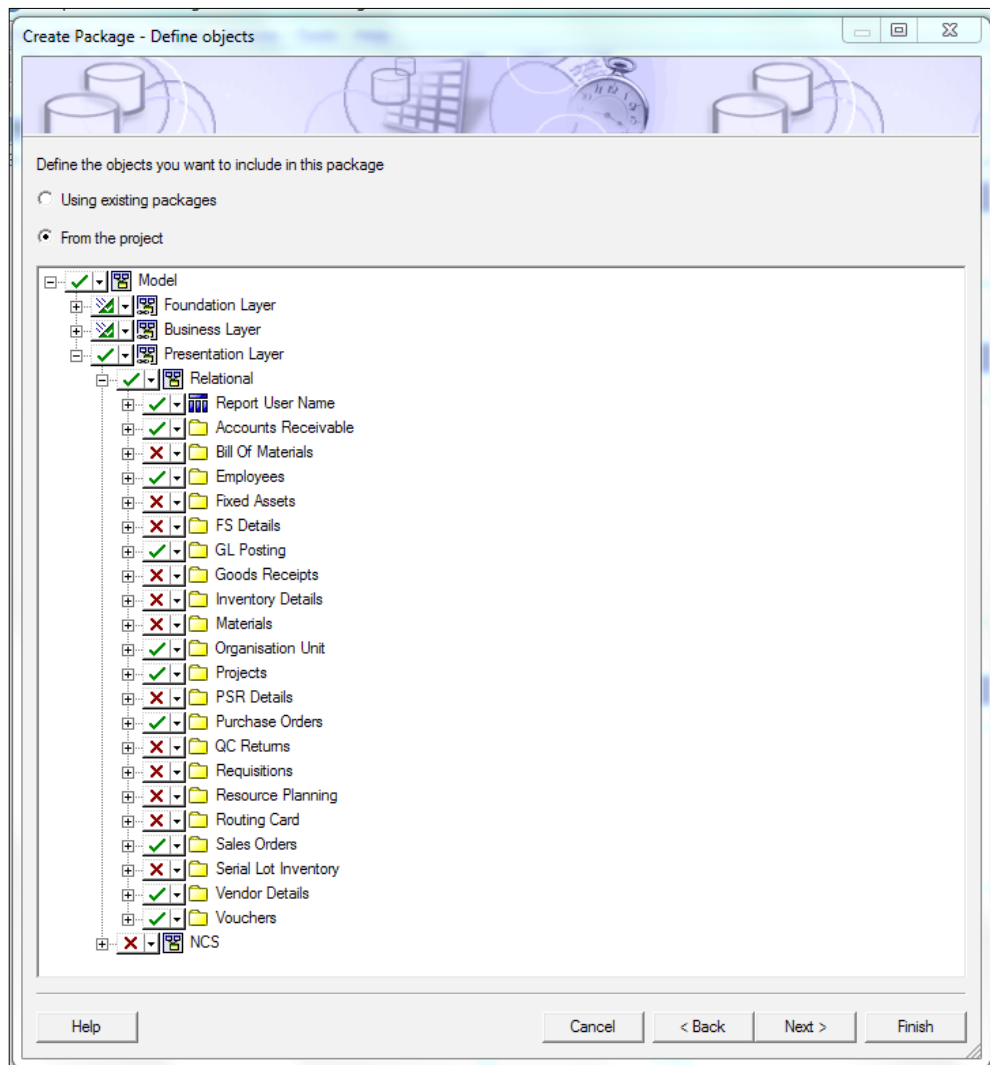 Create Package - Define objects
Define the objects you want to include in this package
Using existing packages
From the project
Model
Foundation Layer
Business Layer
Presentation Layer
Relational
Report User Name
Accounts Receivable
Bill Of Materials
Employees
Fixed Assets
FS Details
GL Posting
Goods Receipts
Inventory Details
Materials
Organisation Unit
Projects
PSR Details
Purchase Orders
QC Returns
Requisitions
Resource Planning
Routing Card
Sales Orders
Serial Lot Inventory
Vendor Details
Vouchers
NCS
Help Cancel < Back Next > Finish